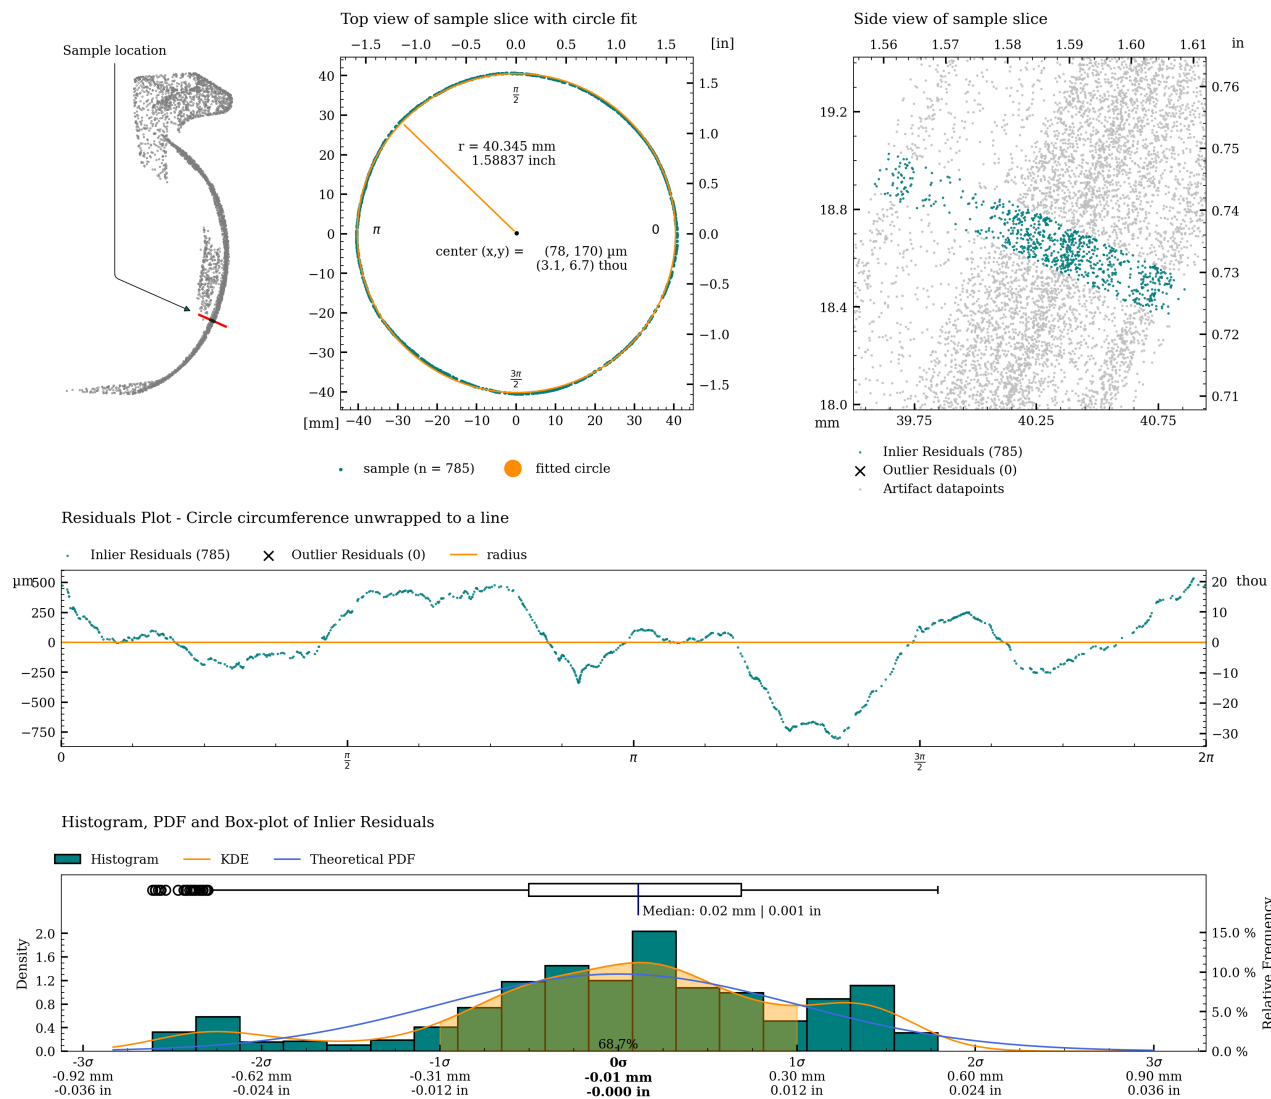 Sample location
Top view of sample slice with circle fit
−1.5 −1.0 −0.5 0.0 0.5 1.0 1.5 [in]
40 30 20 10 0 −10 −20 −30 −40
1.5 1.0 0.5 0.0 −0.5 −1.0 −1.5
π/2
r = 40.345 mm
1.58837 inch
π 0
center (x,y) = (78, 170) µm
(3.1, 6.7) thou
3π/2
[mm] −40 −30 −20 −10 0 10 20 30 40
sample (n = 785) fitted circle
Side view of sample slice
1.56 1.57 1.58 1.59 1.60 1.61 in
19.2 18.8 18.4 18.0
0.76 0.75 0.74 0.73 0.72 0.71
mm 39.75 40.25 40.75
Inlier Residuals (785)
Outlier Residuals (0)
Artifact datapoints
Residuals Plot - Circle circumference unwrapped to a line
Inlier Residuals (785) Outlier Residuals (0) radius
µm 500 250 0 −250 −500 −750
20 thou 10 0 −10 −20 −30
0 π/2 π 3π/2 2π
Histogram, PDF and Box-plot of Inlier Residuals
Histogram KDE Theoretical PDF
Median: 0.02 mm | 0.001 in
Density
2.0 1.6 1.2 0.8 0.4 0.0
15.0 % 10.0 % 5.0 % 0.0 %
Relative Frequency
68.7%
-3σ -2σ -1σ 0σ 1σ 2σ 3σ
-0.92 mm -0.62 mm -0.31 mm -0.01 mm 0.30 mm 0.60 mm 0.90 mm
-0.036 in -0.024 in -0.012 in -0.000 in 0.012 in 0.024 in 0.036 in